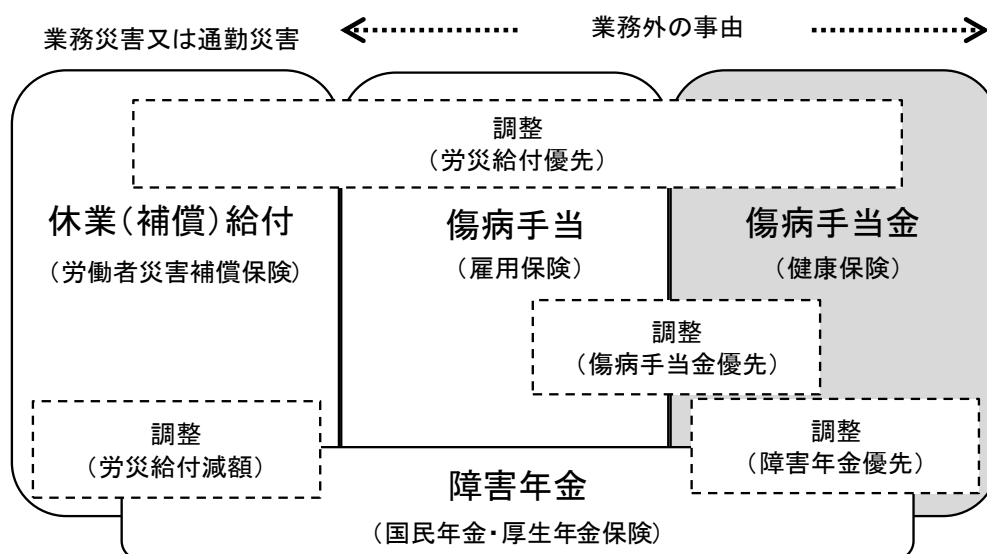 業務災害又は通勤災害
業務外の事由
調整
（労災給付優先）
休業（補償）給付
（労働者災害補償保険）
傷病手当
（雇用保険）
傷病手当金
（健康保険）
調整
（傷病手当金優先）
調整
（労災給付減額）
調整
（障害年金優先）
障害年金
（国民年金・厚生年金保険）